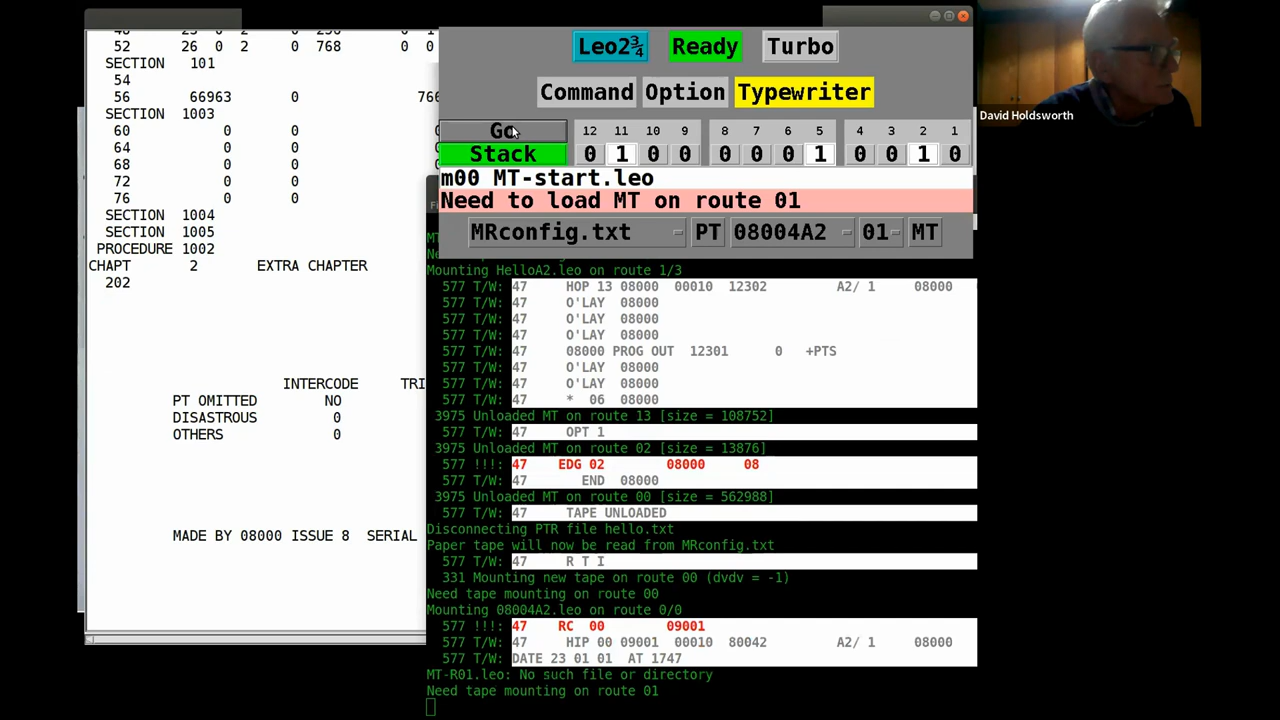 52 26 0 2 0 768 0 0
SECTION 101
54
56 66963 0 766
SECTION 1003
60 0 0
64 0 0
68 0 0
72 0 0
76 0 0
SECTION 1004
SECTION 1005
PROCEDURE 1002
CHAPT 2 EXTRA CHAPTER
202
INTERCODE TRI
PT OMITTED NO
DISASTROUS 0
OTHERS 0
MADE BY 08000 ISSUE 8 SERIAL
Leo2¾ Ready Turbo
Command Option Typewriter
Go 12 11 10 9 8 7 6 5 4 3 2 1
Stack 0 1 0 0 0 0 0 1 0 0 1 0
m00 MT-start.leo
Need to load MT on route 01
MRconfig.txt PT 08004A2 01 MT
Mounting HelloA2.leo on route 1/3
577 T/W: 47 HOP 13 08000 00010 12302 A2/ 1 08000
577 T/W: 47 O'LAY 08000
577 T/W: 47 O'LAY 08000
577 T/W: 47 O'LAY 08000
577 T/W: 47 08000 PROG OUT 12301 0 +PTS
577 T/W: 47 O'LAY 08000
577 T/W: 47 O'LAY 08000
577 T/W: 47 * 06 08000
3975 Unloaded MT on route 13 [size = 108752]
577 T/W: 47 OPT 1
3975 Unloaded MT on route 02 [size = 13876]
577 !!!: 47 EDG 02 08000 08
577 T/W: 47 END 08000
3975 Unloaded MT on route 00 [size = 562988]
577 T/W: 47 TAPE UNLOADED
Disconnecting PTR file hello.txt
Paper tape will now be read from MRconfig.txt
577 T/W: 47 R T I
331 Mounting new tape on route 00 (dvdv = -1)
Need tape mounting on route 00
Mounting 08004A2.leo on route 0/0
577 !!!: 47 RC 00 09001
577 T/W: 47 HIP 00 09001 00010 80042 A2/ 1 08000
577 T/W: DATE 23 01 01 AT 1747
MT-R01.leo: No such file or directory
Need tape mounting on route 01
David Holdsworth